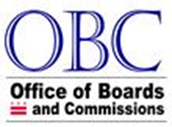 OBC
Office of Boards
and Commissions